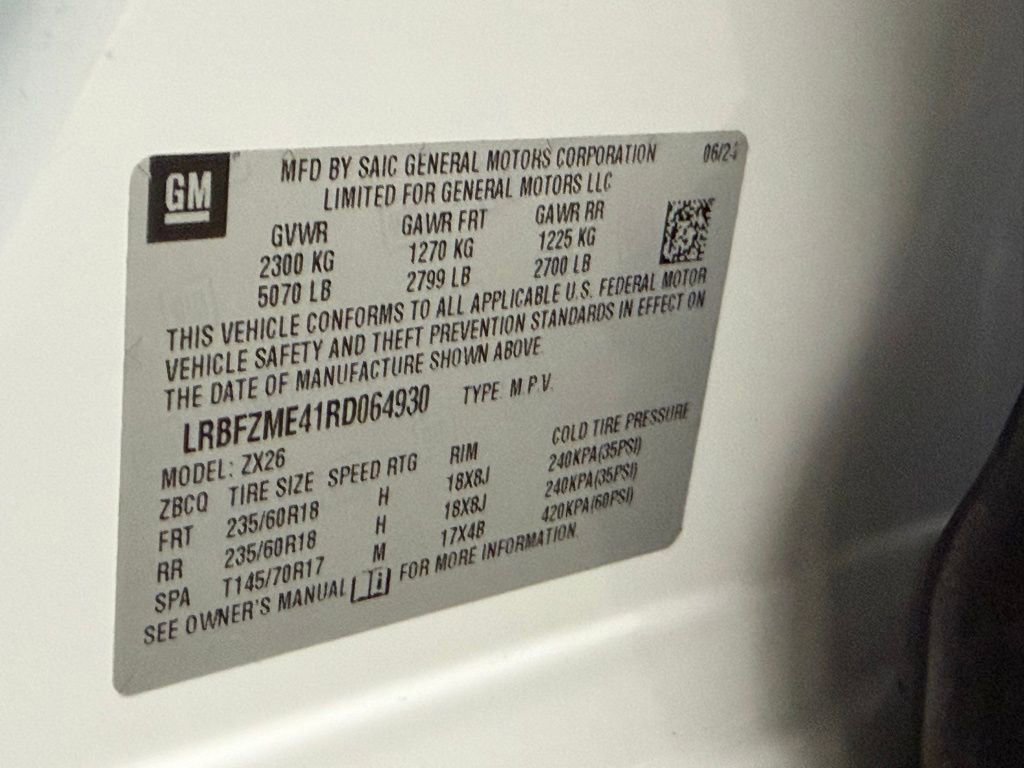 GM
MFD BY SAIC GENERAL MOTORS CORPORATION 06/24
LIMITED FOR GENERAL MOTORS LLC
GVWR GAWR FRT GAWR RR
2300 KG 1270 KG 1225 KG
5070 LB 2799 LB 2700 LB
THIS VEHICLE CONFORMS TO ALL APPLICABLE U.S. FEDERAL MOTOR
VEHICLE SAFETY AND THEFT PREVENTION STANDARDS IN EFFECT ON
THE DATE OF MANUFACTURE SHOWN ABOVE.
LRBFZME41RD064930 TYPE: M.P.V.
MODEL: ZX26
ZBCQ TIRE SIZE SPEED RTG RIM COLD TIRE PRESSURE
FRT 235/60R18 H 18X8J 240KPA(35PSI)
RR 235/60R18 H 18X8J 240KPA(35PSI)
SPA T145/70R17 M 17X4B 420KPA(60PSI)
SEE OWNER'S MANUAL i FOR MORE INFORMATION.